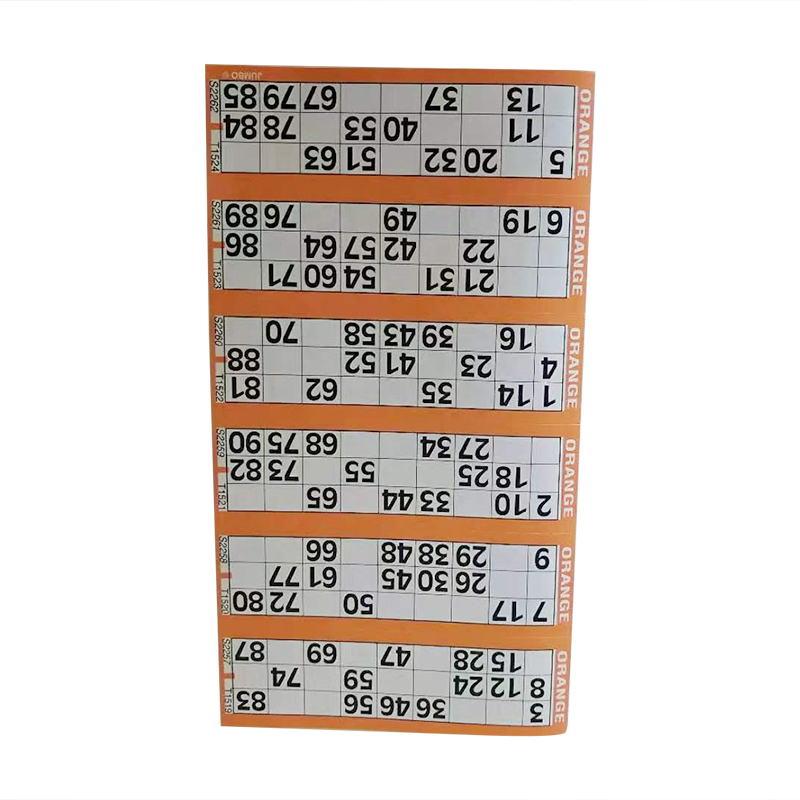 ORANGE
3 36 46 56 83
8 12 24 59 74
15 28 47 69 87
T1519 S2257
ORANGE
7 17 50 72 80
26 30 45 61 77
9 29 38 48 66
T1520 S2258
ORANGE
2 10 33 44 65
18 25 55 73 82
27 34 68 75 90
T1521 S2259
ORANGE
1 14 35 62 81
4 23 41 52 88
16 39 43 58 70
T1522 S2260
ORANGE
21 31 54 60 71
22 42 57 64 86
6 19 49 76 89
T1523 S2261
ORANGE
5 20 32 51 63
11 40 53 78 84
13 37 67 79 85
T1524 S2262
JUMBO ©